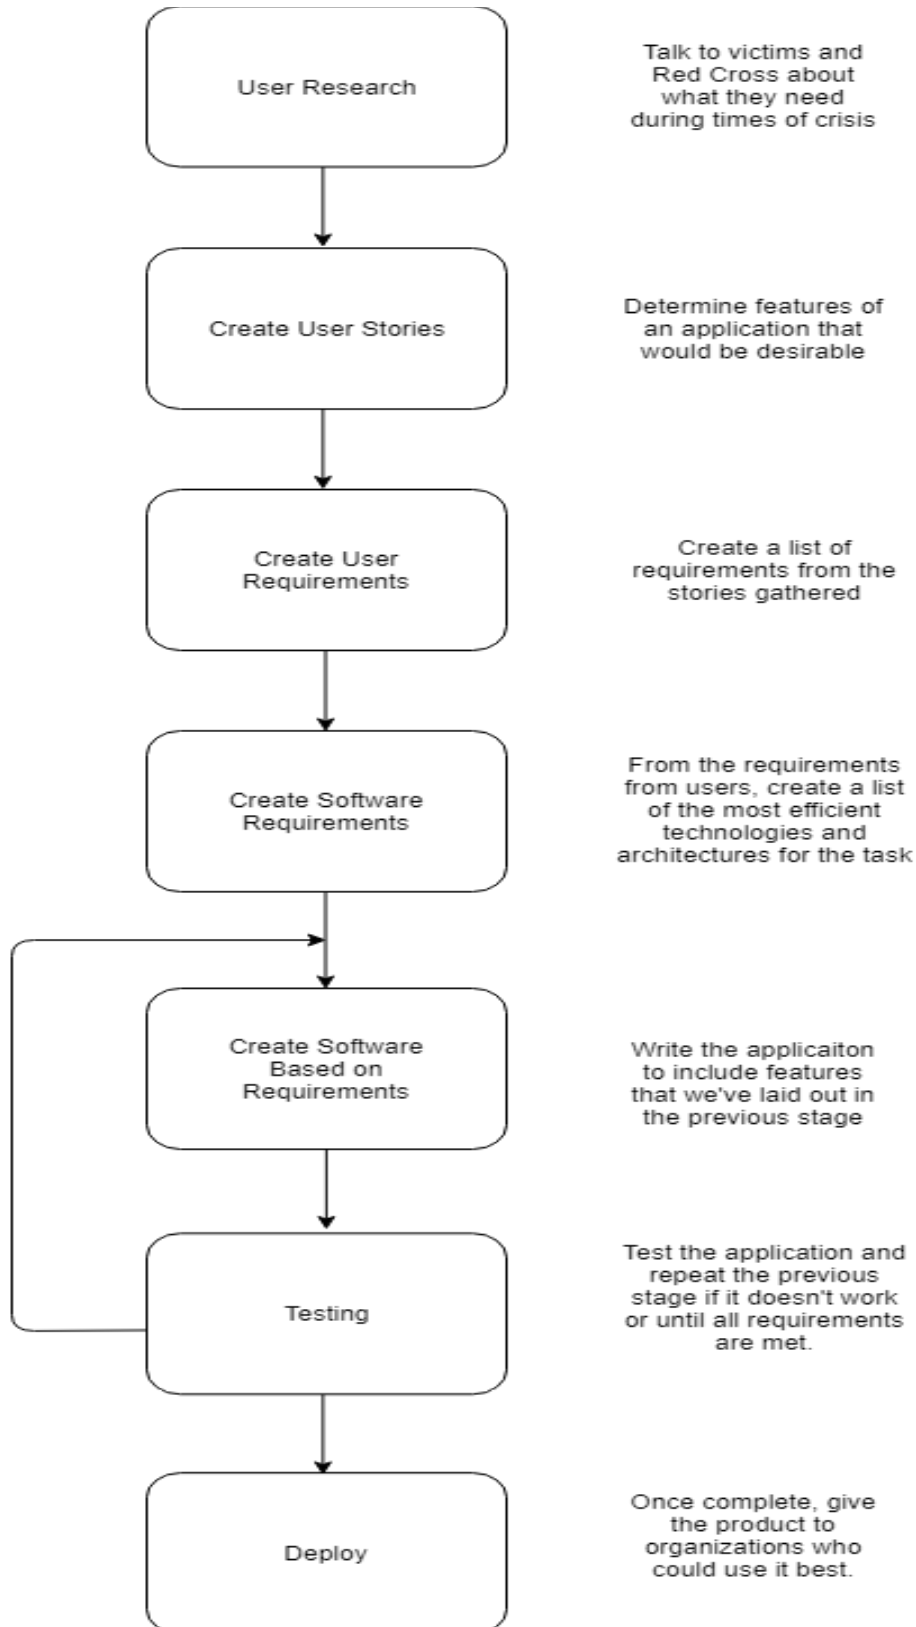 User Research
Talk to victims and
Red Cross about
what they need
during times of crisis
Create User Stories
Determine features of
an application that
would be desirable
Create User
Requirements
Create a list of
requirements from the
stories gathered
Create Software
Requirements
From the requirements
from users, create a list
of the most efficient
technologies and
architectures for the task
Create Software
Based on
Requirements
Write the applicaiton
to include features
that we've laid out in
the previous stage
Testing
Test the application and
repeat the previous
stage if it doesn't work
or until all requirements
are met.
Deploy
Once complete, give
the product to
organizations who
could use it best.